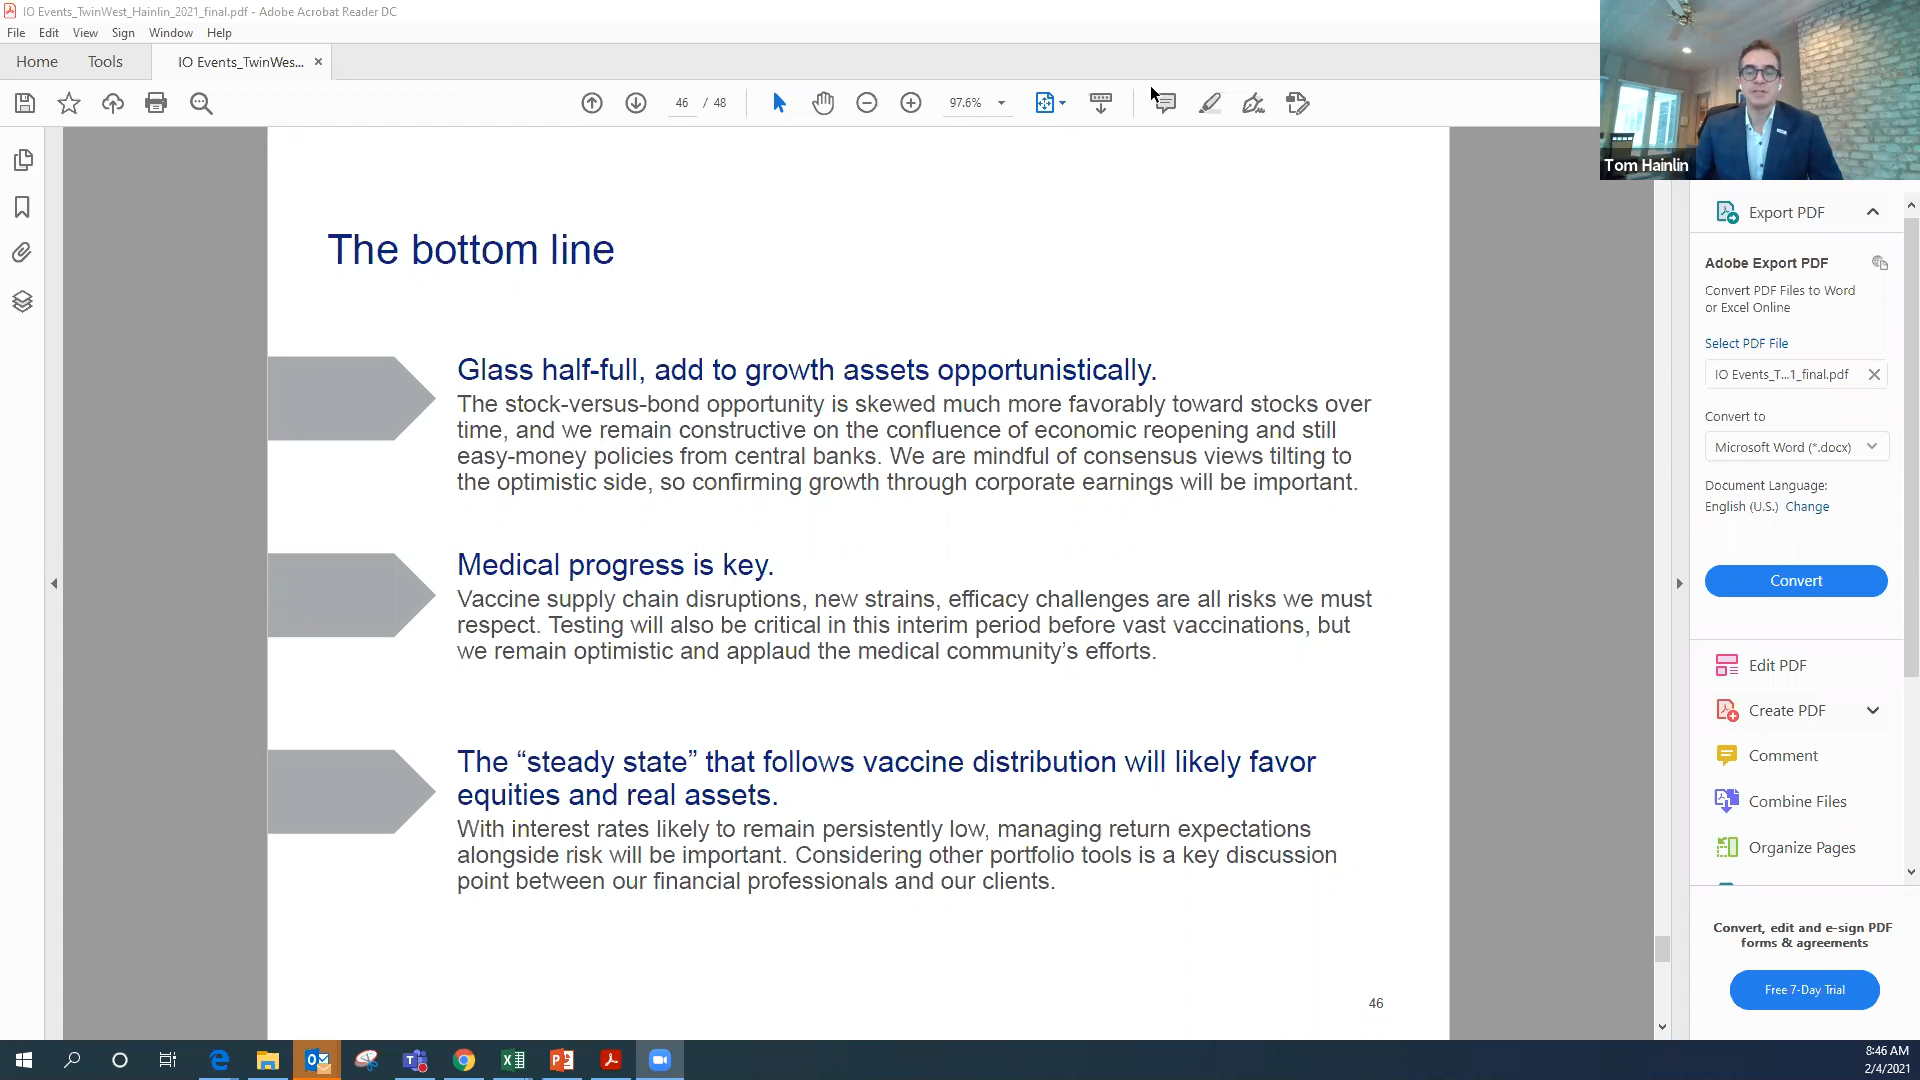 IO Events_TwinWest_Hainlin_2021_final.pdf - Adobe Acrobat Reader DC
File Edit View Sign Window Help
Home Tools IO Events_TwinWes... ×
46 / 48 97.6%
Tom Hainlin
The bottom line
Glass half-full, add to growth assets opportunistically.
The stock-versus-bond opportunity is skewed much more favorably toward stocks over
time, and we remain constructive on the confluence of economic reopening and still
easy-money policies from central banks. We are mindful of consensus views tilting to
the optimistic side, so confirming growth through corporate earnings will be important.
Medical progress is key.
Vaccine supply chain disruptions, new strains, efficacy challenges are all risks we must
respect. Testing will also be critical in this interim period before vast vaccinations, but
we remain optimistic and applaud the medical community’s efforts.
The “steady state” that follows vaccine distribution will likely favor
equities and real assets.
With interest rates likely to remain persistently low, managing return expectations
alongside risk will be important. Considering other portfolio tools is a key discussion
point between our financial professionals and our clients.
46
Export PDF
Adobe Export PDF
Convert PDF Files to Word
or Excel Online
Select PDF File
IO Events_T...1_final.pdf
Convert to
Microsoft Word (*.docx)
Document Language:
English (U.S.) Change
Convert
Edit PDF
Create PDF
Comment
Combine Files
Organize Pages
Convert, edit and e-sign PDF
forms & agreements
Free 7-Day Trial
8:46 AM
2/4/2021